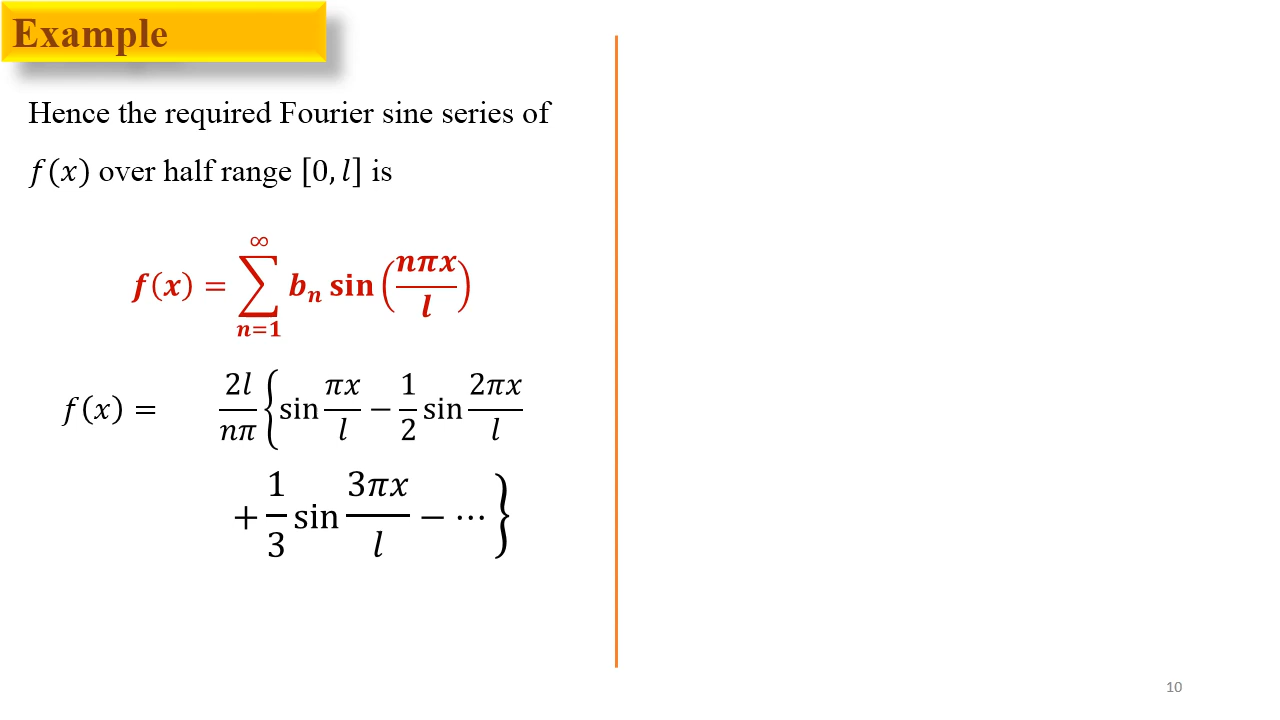 Example
Hence the required Fourier sine series of
f(x) over half range [0, l] is
f(x) = ∑_{n=1}^{∞} b_n sin(nπx/l)
f(x) = 2l/nπ {sin πx/l − 1/2 sin 2πx/l
+ 1/3 sin 3πx/l − ⋯}
10